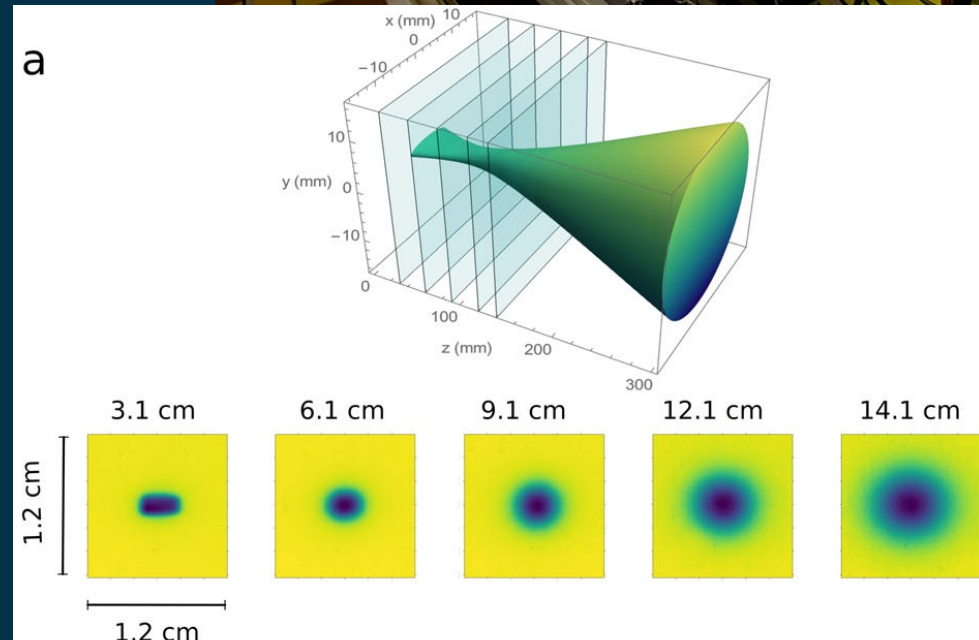 a
x (mm)
10
0
−10
10
y (mm)
0
−10
0
100
z (mm)
200
300
3.1 cm
6.1 cm
9.1 cm
12.1 cm
14.1 cm
1.2 cm
1.2 cm